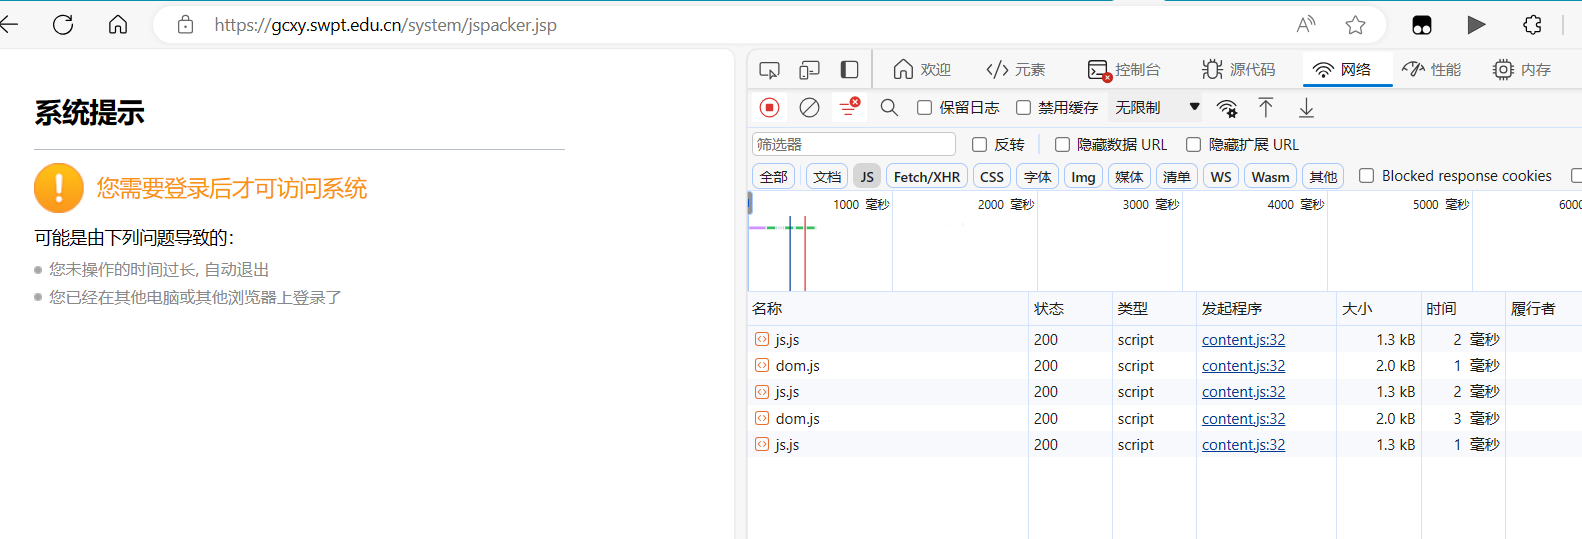 https://gcxy.swpt.edu.cn/system/jspacker.jsp
系统提示
您需要登录后才可访问系统
可能是由下列问题导致的:
您未操作的时间过长, 自动退出
您已经在其他电脑或其他浏览器上登录了
欢迎 元素 控制台 源代码 网络 性能 内存
保留日志 禁用缓存 无限制
筛选器 反转 隐藏数据 URL 隐藏扩展 URL
全部 文档 JS Fetch/XHR CSS 字体 Img 媒体 清单 WS Wasm 其他 Blocked response cookies
1000 毫秒 2000 毫秒 3000 毫秒 4000 毫秒 5000 毫秒 6000
名称 状态 类型 发起程序 大小 时间 履行者
js.js 200 script content.js:32 1.3 kB 2 毫秒
dom.js 200 script content.js:32 2.0 kB 1 毫秒
js.js 200 script content.js:32 1.3 kB 2 毫秒
dom.js 200 script content.js:32 2.0 kB 3 毫秒
js.js 200 script content.js:32 1.3 kB 1 毫秒